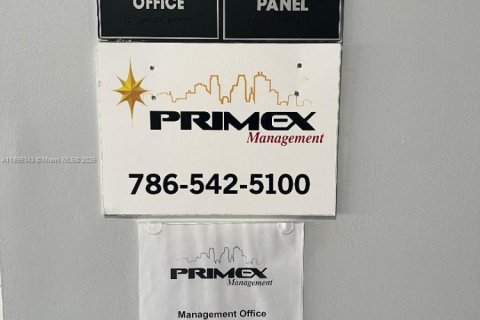 OFFICE
PANEL
PRIMEX
Management
786-542-5100
PRIMEX
Management
Management Office